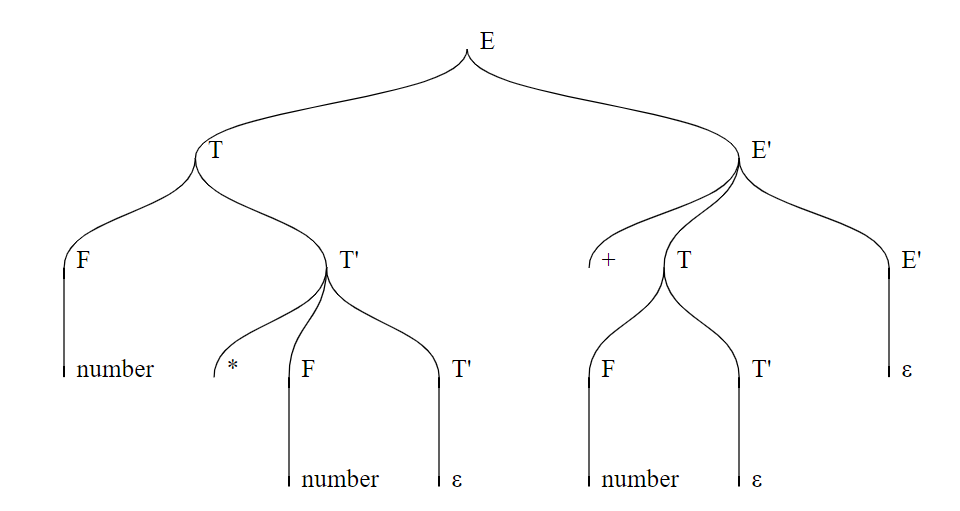 E
T E'
F T' + T E'
number * F T' F T' ε
number ε number ε